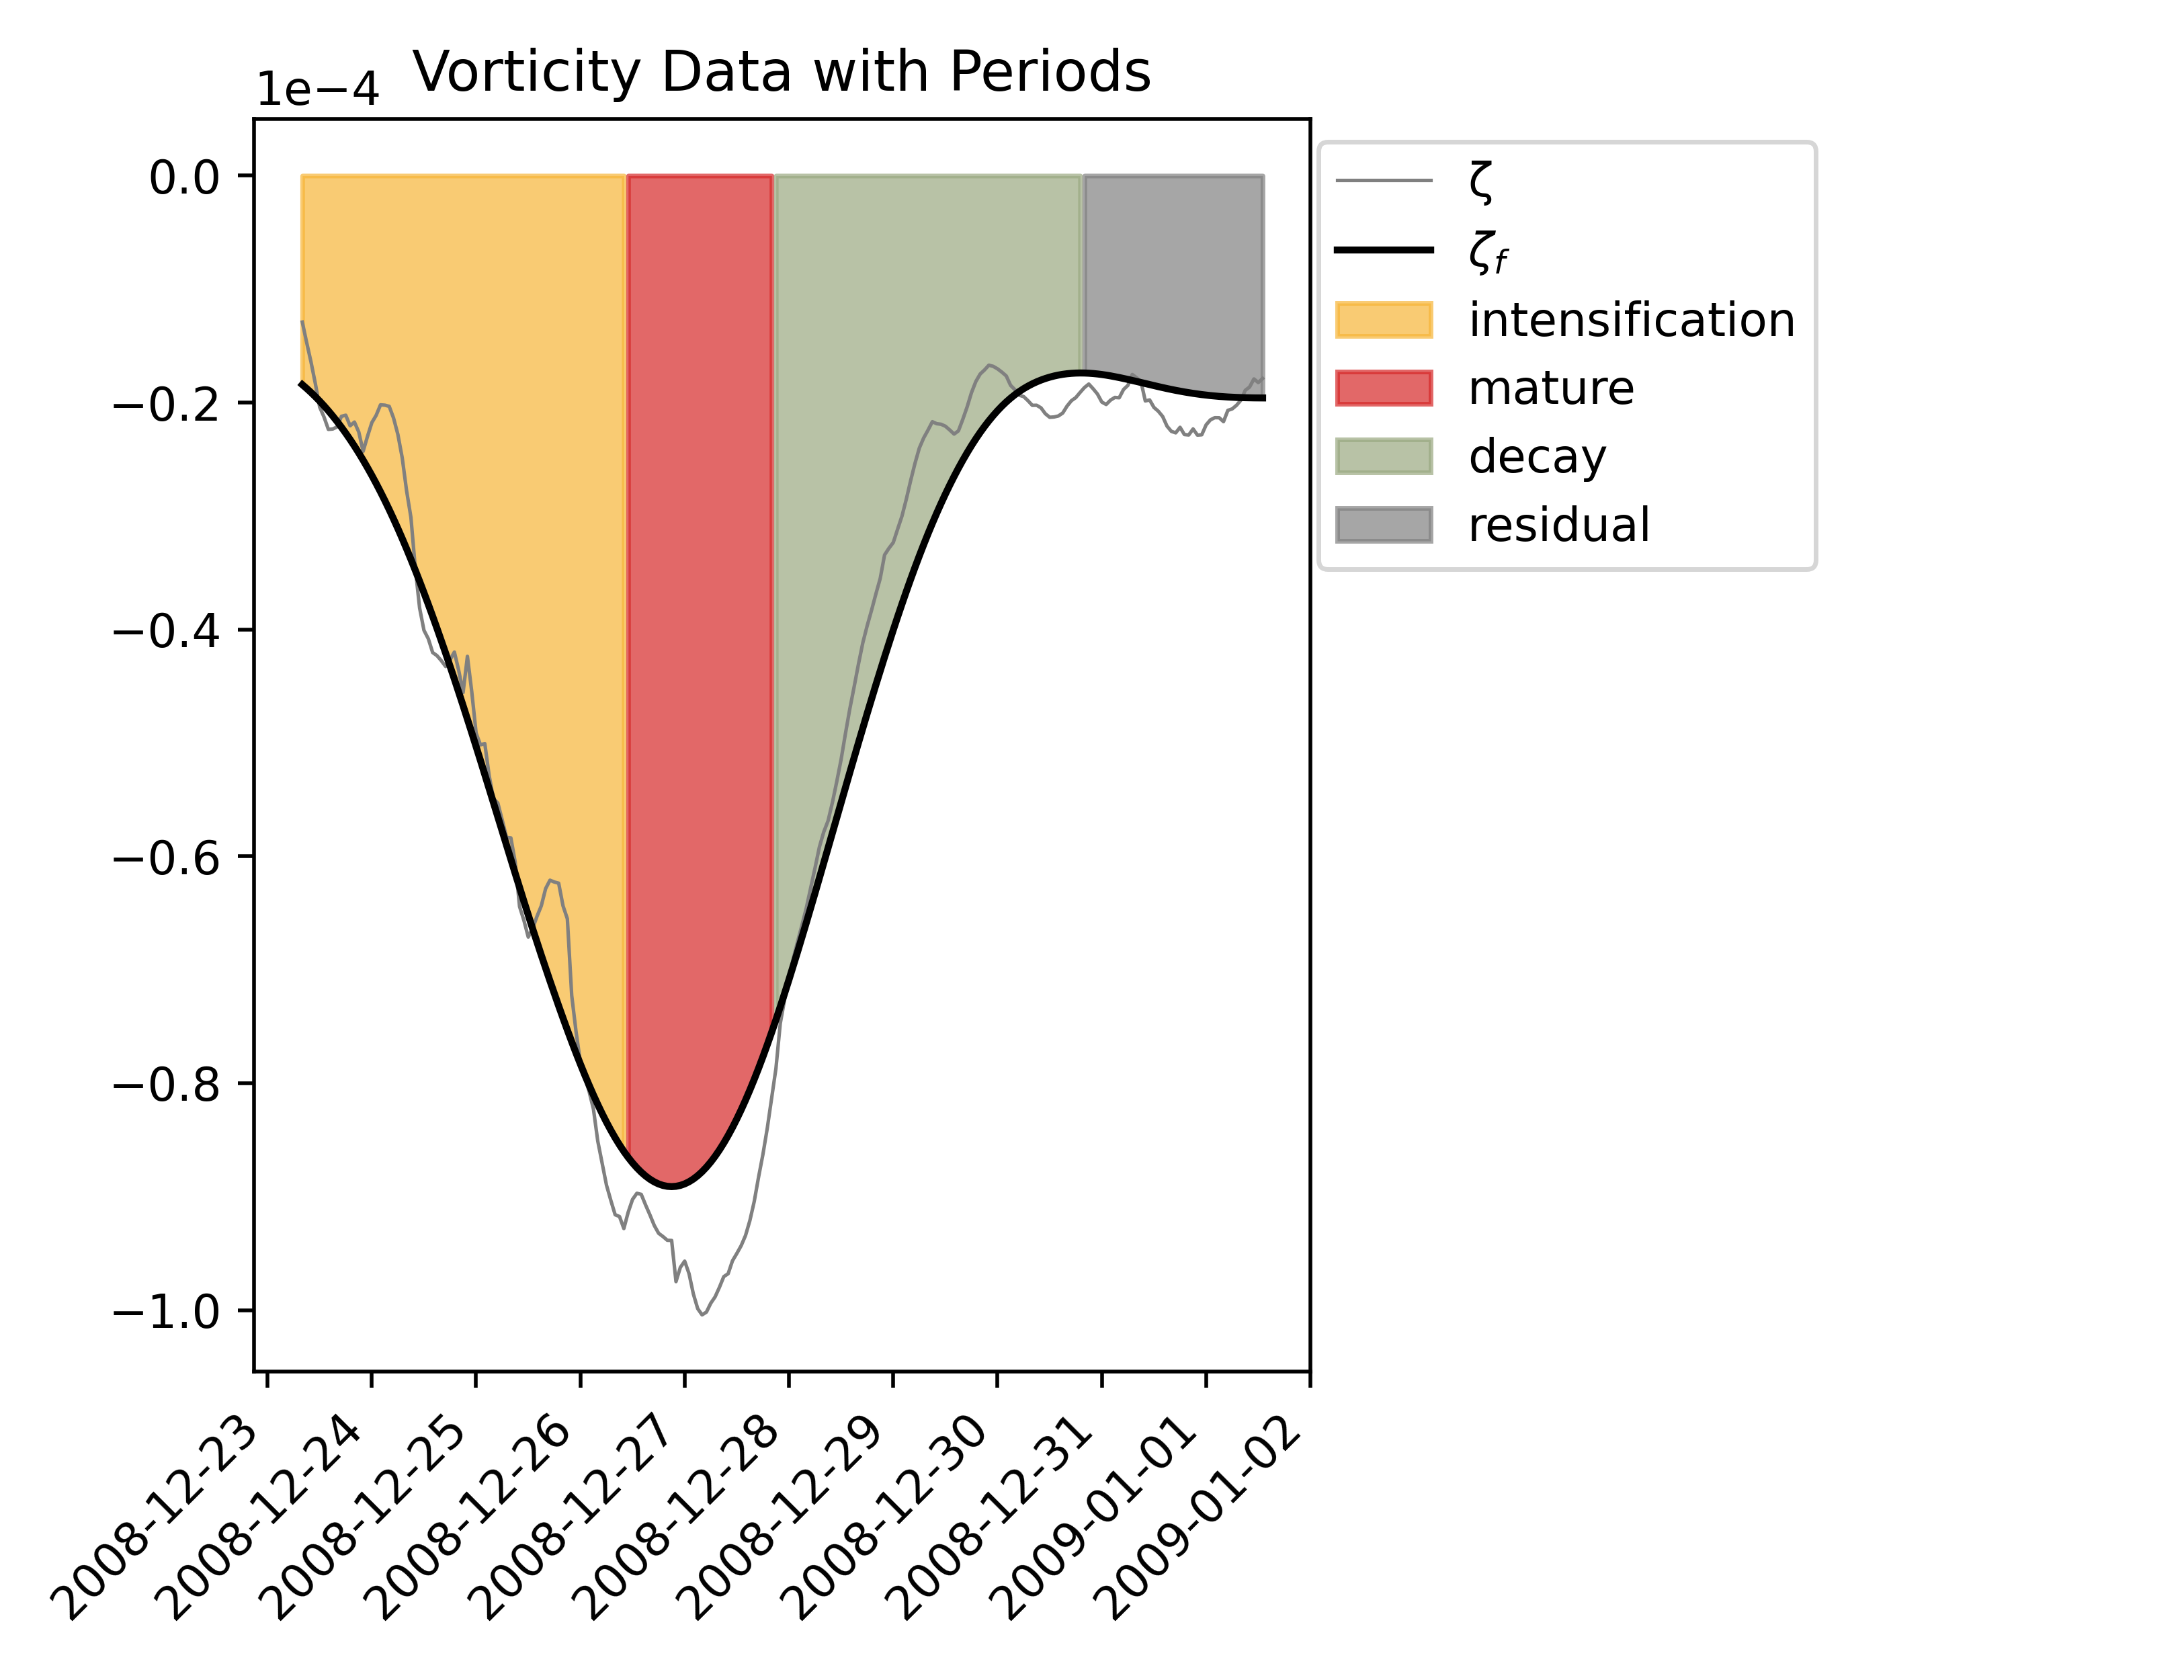 Vorticity Data with Periods
1e−4
0.0
−0.2
−0.4
−0.6
−0.8
−1.0
2008-12-23
2008-12-24
2008-12-25
2008-12-26
2008-12-27
2008-12-28
2008-12-29
2008-12-30
2008-12-31
2009-01-01
2009-01-02
ζ
ζf
intensification
mature
decay
residual